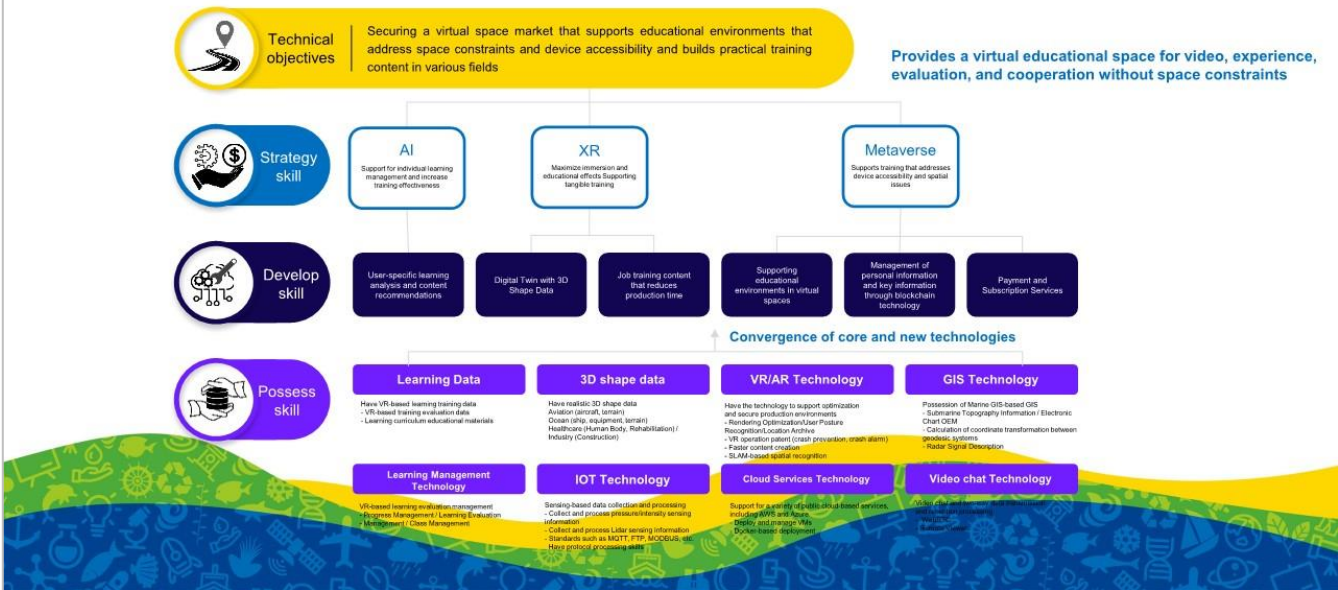 Technical
objectives
Securing a virtual space market that supports educational environments that
address space constraints and device accessibility and builds practical training
content in various fields
Provides a virtual educational space for video, experience,
evaluation, and cooperation without space constraints
Strategy
skill
AI
Support for individual learning
management and increase
training effectiveness
XR
Maximize immersion and
educational effects Supporting
tangible training
Metaverse
Supports training that addresses
device accessibility and spatial
issues
Develop
skill
User-specific learning
analysis and content
recommendations
Digital Twin with 3D
Shape Data
Job training content
that reduces
production time
Supporting
educational
environments in virtual
spaces
Management of
personal information
and key information
through blockchain
technology
Payment and
Subscription Services
Convergence of core and new technologies
Possess
skill
Learning Data
Have VR-based learning training data
- VR-based training evaluation data
- Learning curriculum educational materials
3D shape data
Have realistic 3D shape data
Aviation (aircraft, terrain)
Ocean (ship, equipment, terrain)
Healthcare (Human Body, Rehabilitation) /
Industry (Construction)
VR/AR Technology
Have the technology to support optimization
and secure production environments
- Rendering Optimization/User Posture
Recognition/Location Archive
- VR operation patent (crash prevention, crash alarm)
- Faster content creation
- SLAM-based spatial recognition
GIS Technology
Possession of Marine GIS-based GIS
- Submarine Topography Information / Electronic
Chart OEM
- Calculation of coordinate transformation between
geodesic systems
- Radar Signal Description
Learning Management
Technology
VR-based learning evaluation management
- Progress Management / Learning Evaluation
- Management / Class Management
IOT Technology
Sensing-based data collection and processing
- Collect and process pressure/intensity sensing
information
- Collect and process Lidar sensing information
- Standards such as MQTT, FTP, MODBUS, etc.
- Have protocol processing skills
Cloud Services Technology
Support for a variety of public cloud-based services,
including AWS and Azure
- Deploy and manage VMs
- Docker-based deployment
Video chat Technology
Video chat and